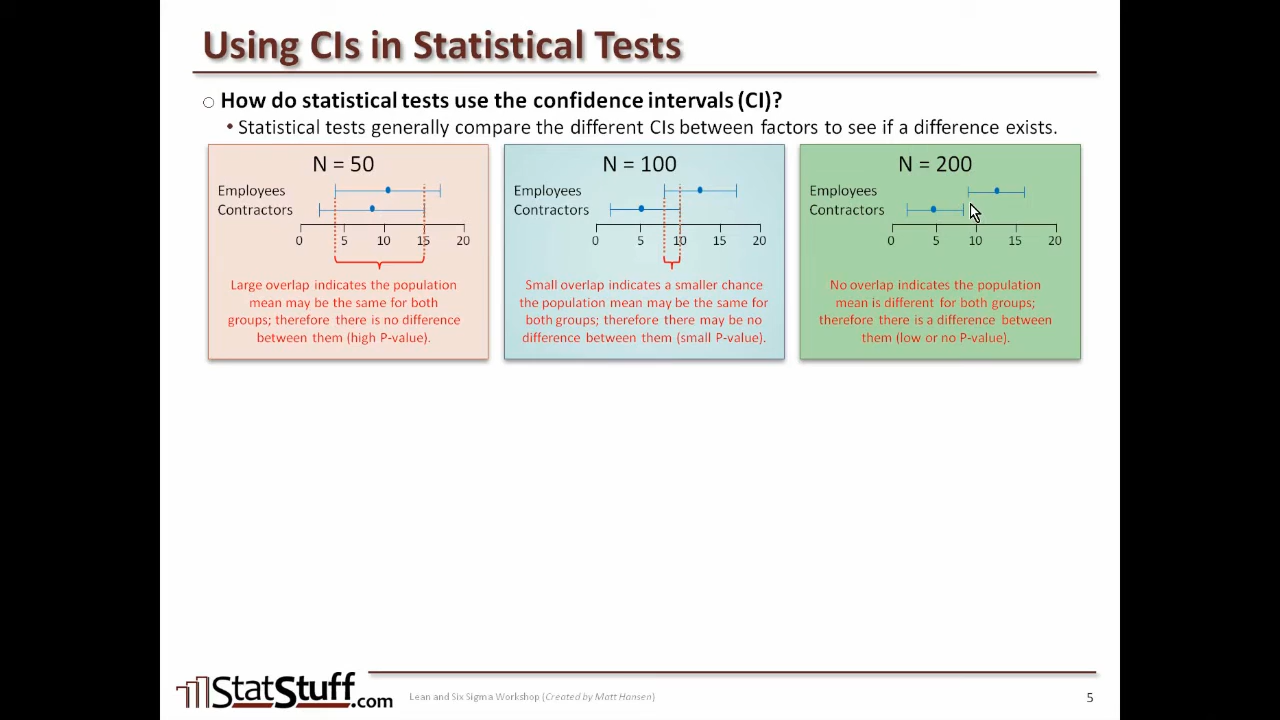 Using CIs in Statistical Tests
How do statistical tests use the confidence intervals (CI)?
• Statistical tests generally compare the different CIs between factors to see if a difference exists.
N = 50
Employees
Contractors
0 5 10 15 20
Large overlap indicates the population
mean may be the same for both
groups; therefore there is no difference
between them (high P-value).
N = 100
Employees
Contractors
0 5 10 15 20
Small overlap indicates a smaller chance
the population mean may be the same for
both groups; therefore there may be no
difference between them (small P-value).
N = 200
Employees
Contractors
0 5 10 15 20
No overlap indicates the population
mean is different for both groups;
therefore there is a difference between
them (low or no P-value).
StatStuff.com
Lean and Six Sigma Workshop (Created by Matt Hansen)
5